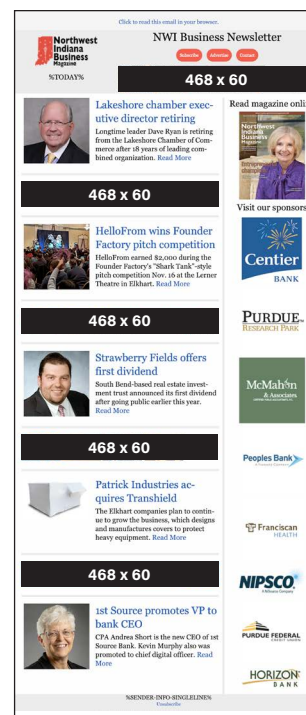 Click to read this email in your browser.
Northwest
Indiana
Business
Magazine
%TODAY%
NWI Business Newsletter
Subscribe
Advertise
Contact
468 x 60
Lakeshore chamber exec-
utive director retiring
Longtime leader Dave Ryan is retiring
from the Lakeshore Chamber of Com-
merce after 18 years of leading com-
bined organization. Read More
468 x 60
HelloFrom wins Founder
Factory pitch competition
HelloFrom earned $2,000 during the
Founder Factory's "Shark Tank"-style
pitch competition Nov. 16 at the Lerner
Theatre in Elkhart. Read More
468 x 60
Strawberry Fields offers
first dividend
South Bend-based real estate invest-
ment trust announced its first dividend
after going public earlier this year.
Read More
468 x 60
Patrick Industries ac-
quires Transhield
The Elkhart companies plan to contin-
ue to grow the business, which designs
and manufactures covers to protect
heavy equipment. Read More
468 x 60
1st Source promotes VP to
bank CEO
CPA Andrea Short is the new CEO of 1st
Source Bank. Kevin Murphy also was
promoted to chief digital officer. Read
More
Read magazine onli
Northwest
Indiana
Business
Magazine
Visit our sponsors
Centier
BANK
PURDUE
RESEARCH PARK
McMahon
& Associates
Peoples Bank
Franciscan
HEALTH
NIPSCO
PURDUE FEDERAL
CREDIT UNION
HORIZON
BANK
%SENDER-INFO-SINGLELINE%
Unsubscribe